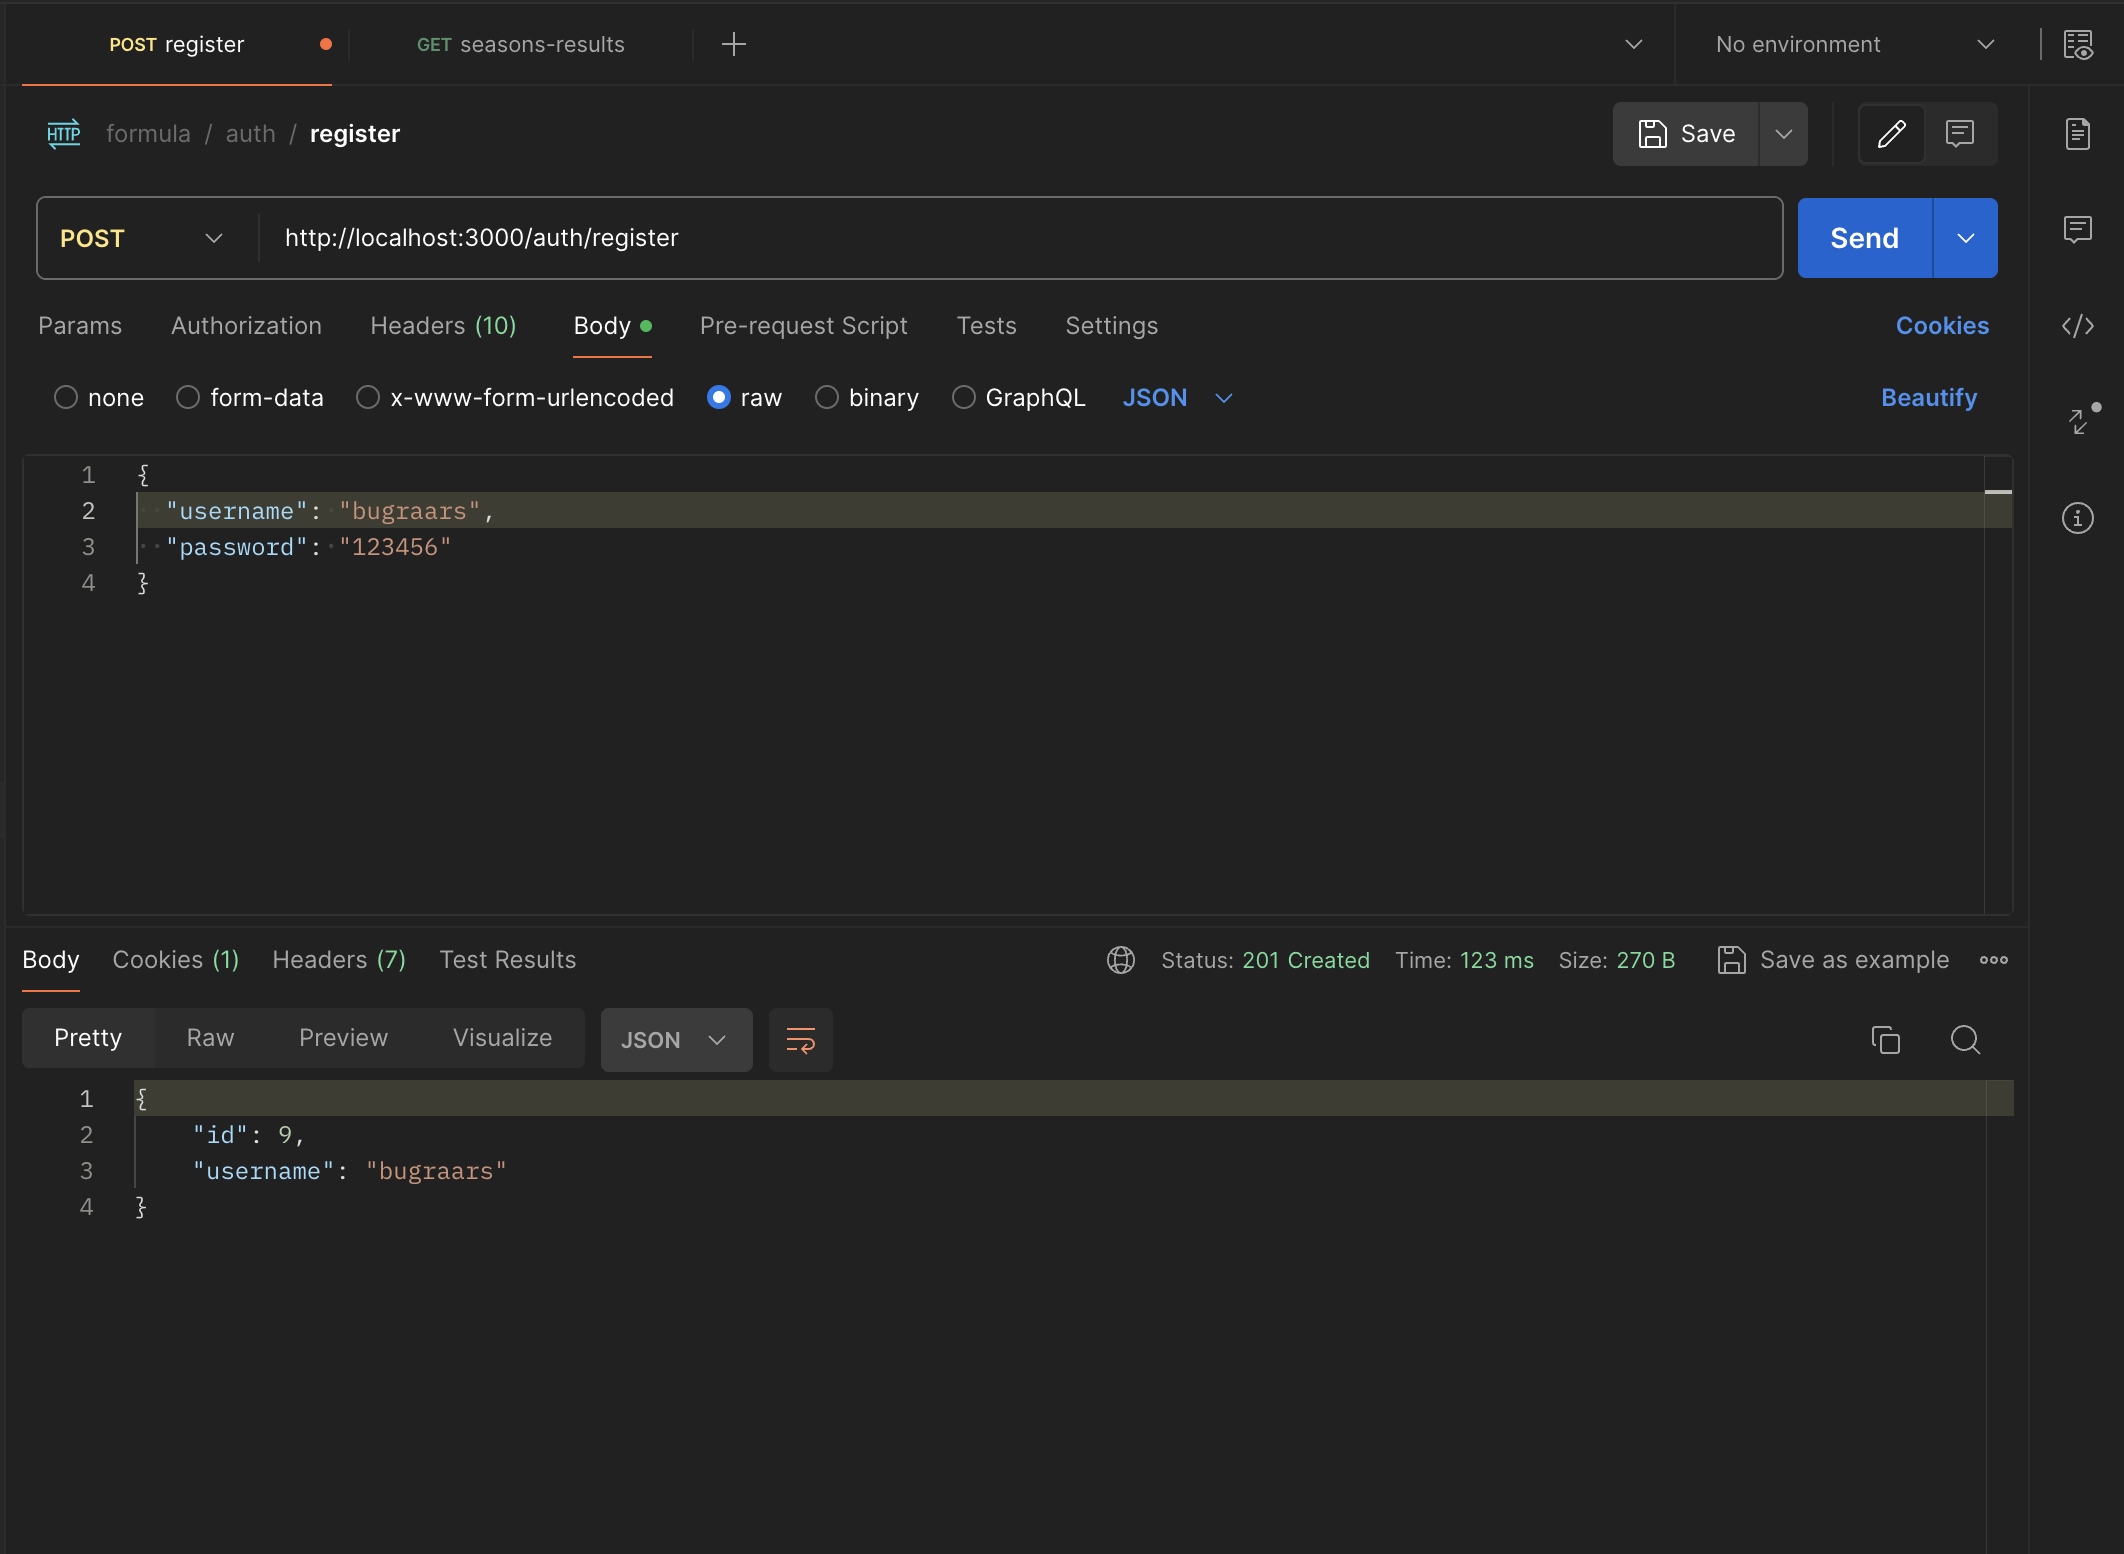 POST register GET seasons-results No environment
HTTP formula / auth / register Save
POST http://localhost:3000/auth/register Send
Params Authorization Headers (10) Body Pre-request Script Tests Settings Cookies
none form-data x-www-form-urlencoded raw binary GraphQL JSON Beautify
1 {
2 "username": "bugraars",
3 "password": "123456"
4 }
Body Cookies (1) Headers (7) Test Results Status: 201 Created Time: 123 ms Size: 270 B Save as example
Pretty Raw Preview Visualize JSON
1 {
2 "id": 9,
3 "username": "bugraars"
4 }